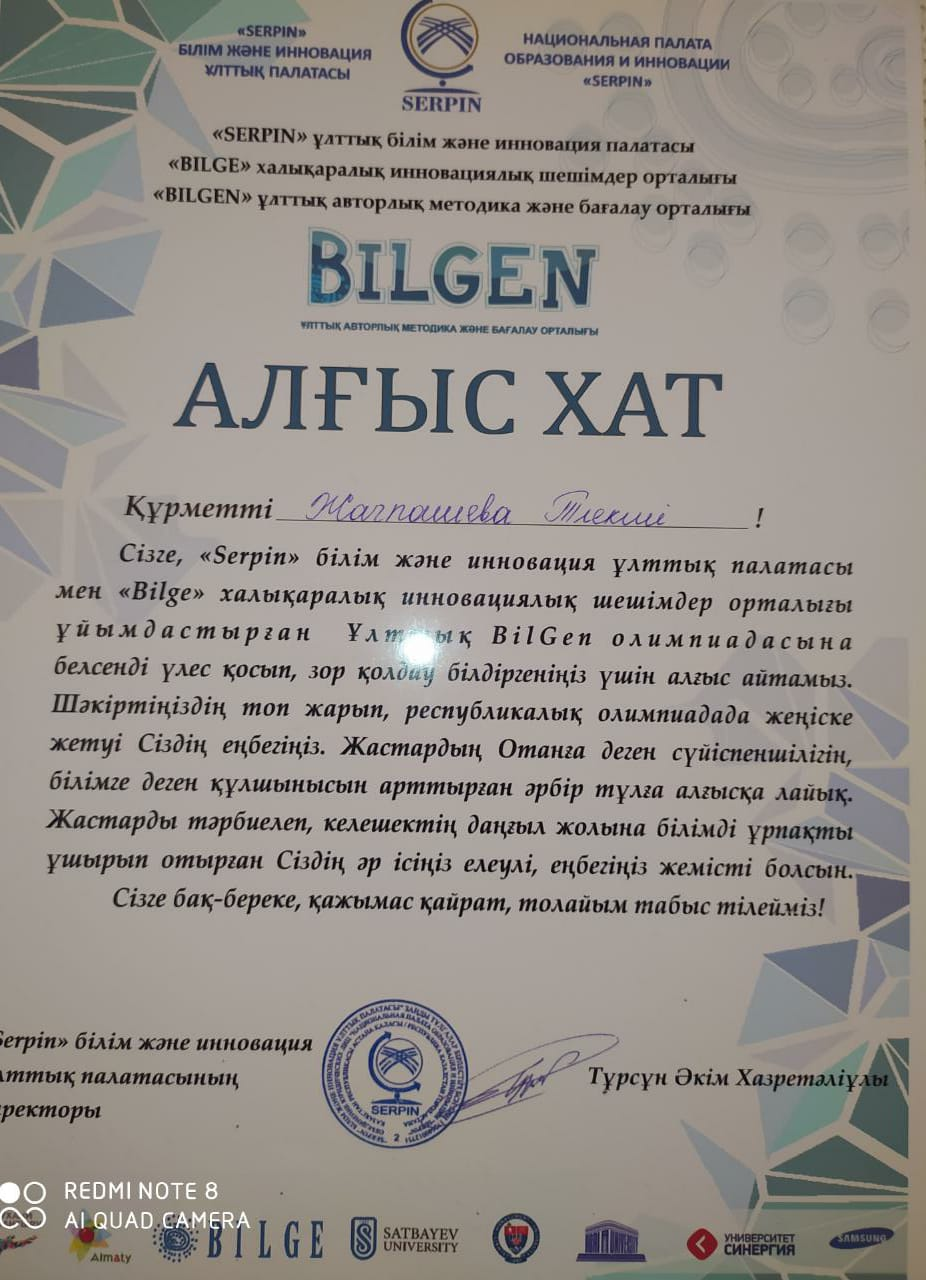 «SERPIN»
БІЛІМ ЖӘНЕ ИННОВАЦИЯ
ҰЛТТЫҚ ПАЛАТАСЫ
SERPIN
НАЦИОНАЛЬНАЯ ПАЛАТА
ОБРАЗОВАНИЯ И ИННОВАЦИИ
«SERPIN»
«SERPIN» ұлттық білім және инновация палатасы
«BILGE» халықаралық инновациялық шешімдер орталығы
«BILGEN» ұлттық авторлық методика және бағалау орталығы
BILGEN
ҰЛТТЫҚ АВТОРЛЫҚ МЕТОДИКА ЖӘНЕ БАҒАЛАУ ОРТАЛЫҒЫ
АЛҒЫС ХАТ
Құрметті Жагпашева Тілекші !
Сізге, «Serpin» білім және инновация ұлттық палатасы
мен «Bilge» халықаралық инновациялық шешімдер орталығы
ұйымдастырған Ұлттық BilGen олимпиадасына
белсенді үлес қосып, зор қолдау білдіргеніңіз үшін алғыс айтамыз.
Шәкіртіңіздің топ жарып, республикалық олимпиадада жеңіске
жетуі Сіздің еңбегіңіз. Жастардың Отанға деген сүйіспеншілігін,
білімге деген құлшынысын арттырған әрбір тұлға алғысқа лайық.
Жастарды тәрбиелеп, келешектің даңғыл жолына білімді ұрпақты
ұшырып отырған Сіздің әр ісіңіз елеулі, еңбегіңіз жемісті болсын.
Сізге бақ-береке, қажымас қайрат, толайым табыс тілейміз!
Serpin» білім және инновация
лттық палатасының
ректоры
SERPIN
Тұрсұн Әкім Хазретәліұлы
REDMI NOTE 8
AI QUAD CAMERA
Almaty
BILGE
SATBAYEV
UNIVERSITY
УНИВЕРСИТЕТ
СИНЕРГИЯ
SAMSUNG